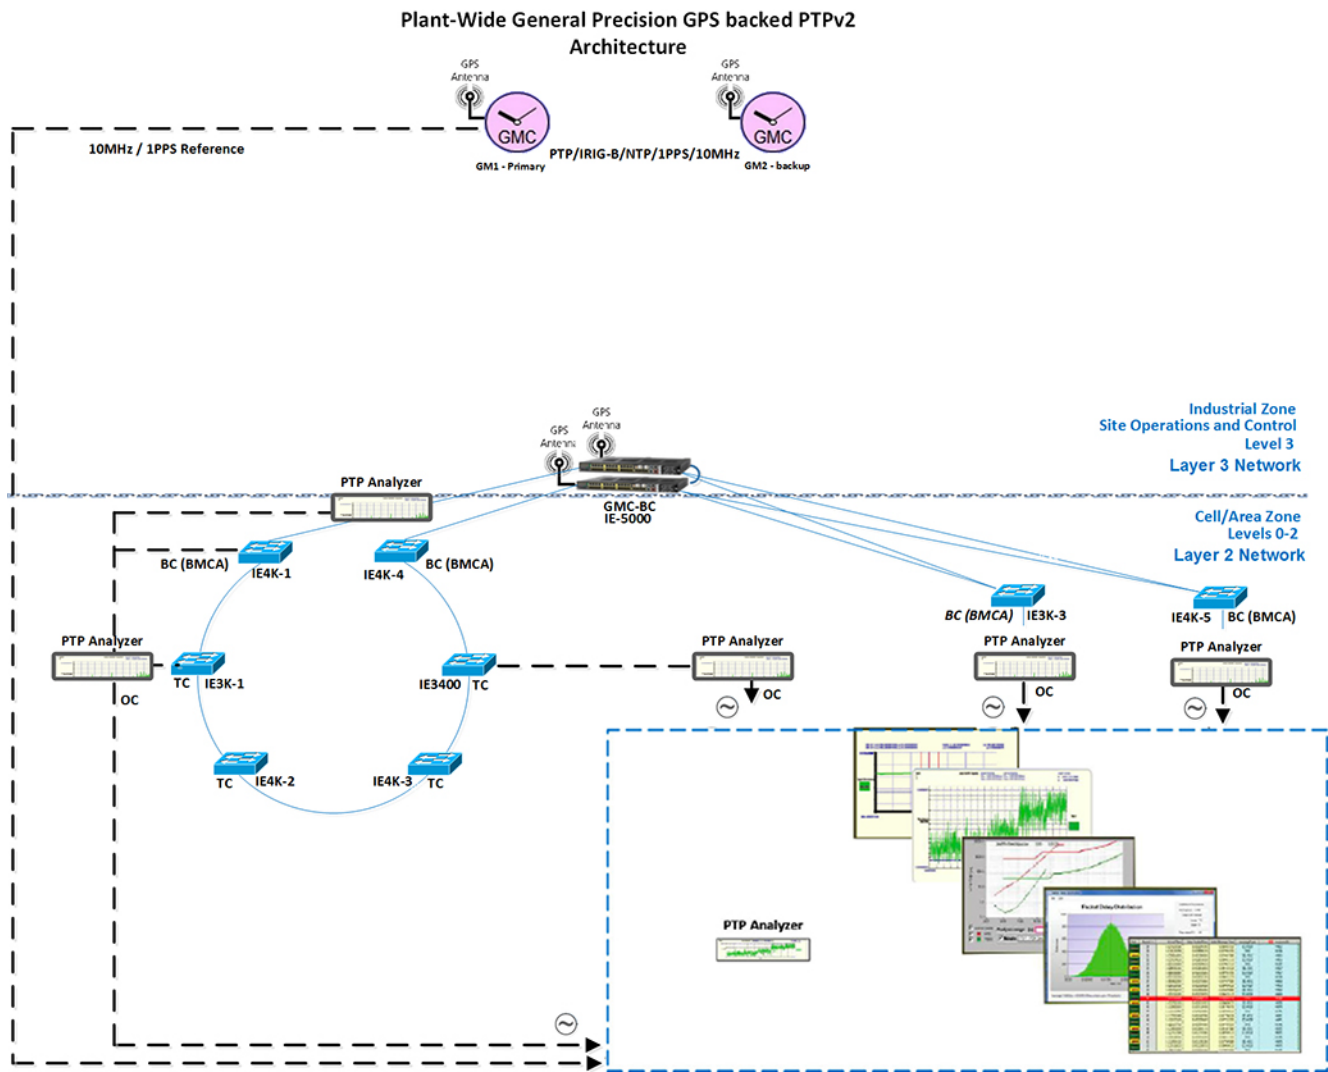 Plant-Wide General Precision GPS backed PTPv2
Architecture
GPS
Antenna
GPS
Antenna
GMC
GMC
10MHz / 1PPS Reference
PTP/IRIG-B/NTP/1PPS/10MHz
GM1 - Primary
GM2 - backup
Industrial Zone
Site Operations and Control
Level 3
Layer 3 Network
GPS
Antenna
GPS
Antenna
PTP Analyzer
GMC-BC
IE-5000
Cell/Area Zone
Levels 0-2
Layer 2 Network
BC (BMCA)
IE4K-1
IE4K-4
BC (BMCA)
BC (BMCA)
IE3K-3
IE4K-5
BC (BMCA)
PTP Analyzer
PTP Analyzer
PTP Analyzer
PTP Analyzer
TC
IE3K-1
IE3400
TC
OC
OC
OC
OC
TC
IE4K-2
IE4K-3
TC
PTP Analyzer
Packet Delay Distribution